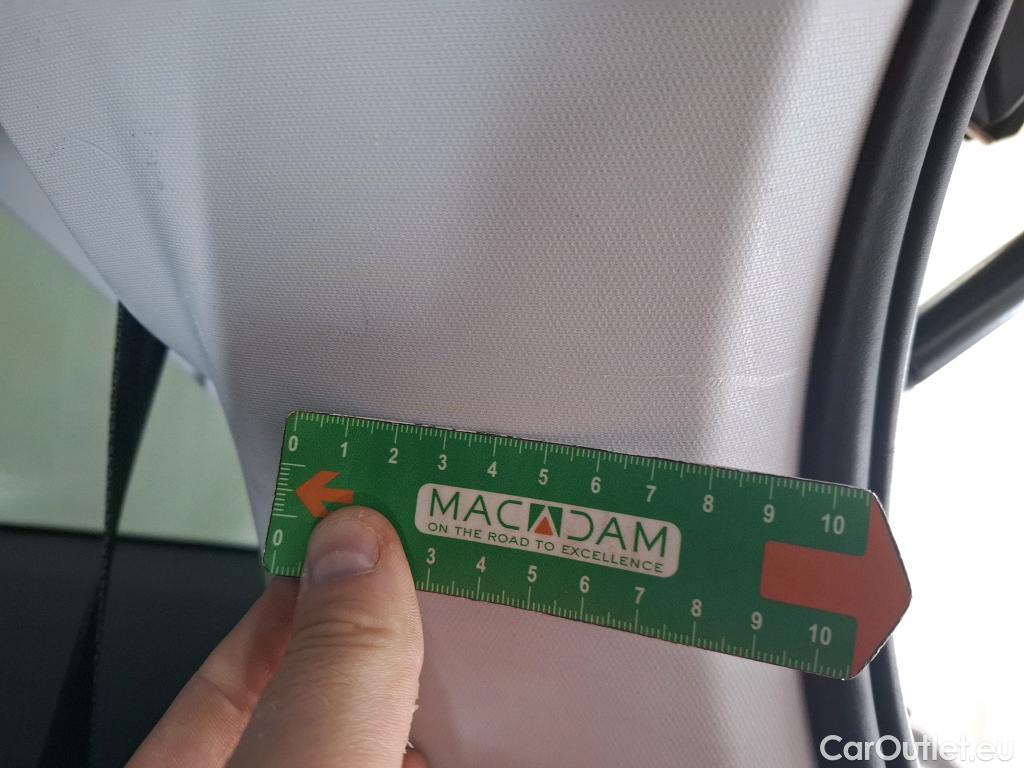 0 1 2 3 4 5 6 7 8 9 10
MACADAM
ON THE ROAD TO EXCELLENCE
0 3 4 5 6 7 8 9 10
CarOutlet.eu